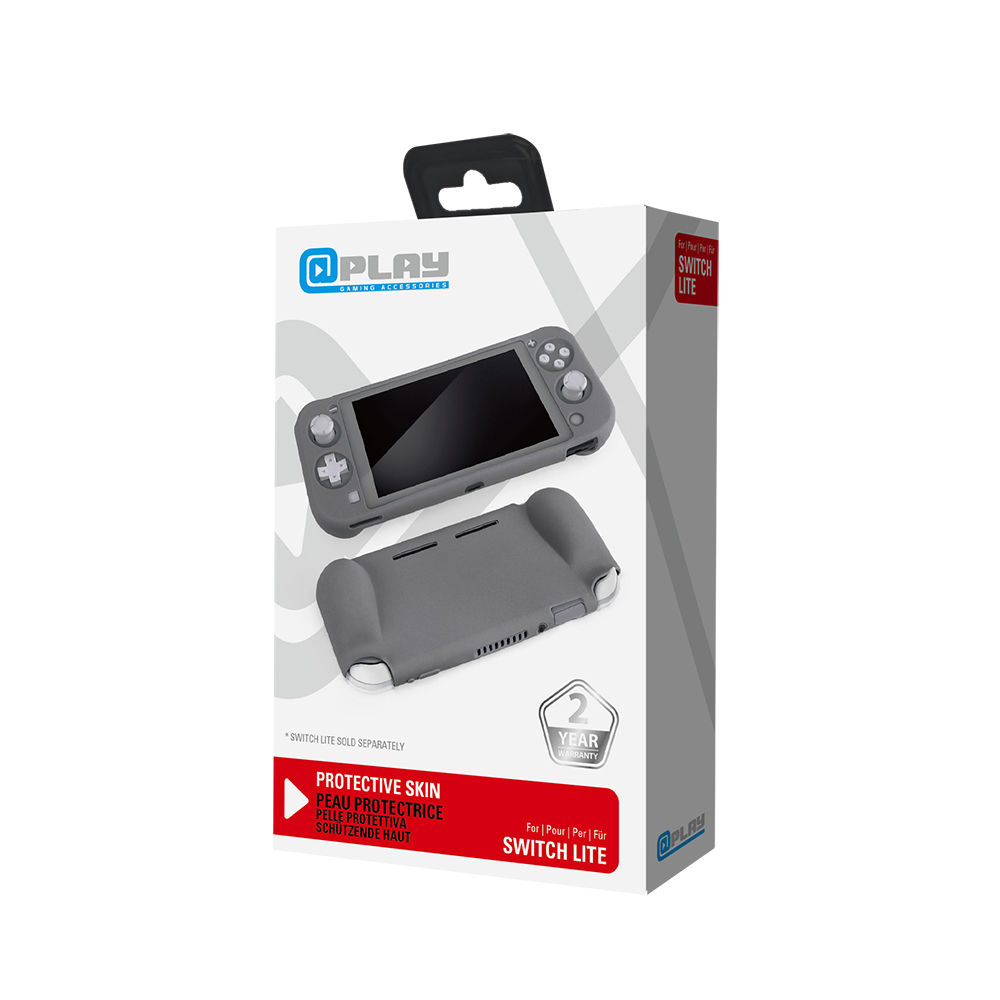 @PLAY
GAMING ACCESSORIES
For | Pour | Per | Für
SWITCH
LITE
2
YEAR
WARRANTY
* SWITCH LITE SOLD SEPARATELY
PROTECTIVE SKIN
PEAU PROTECTRICE
PELLE PROTETTIVA
SCHÜTZENDE HAUT
For | Pour | Per | Für
SWITCH LITE
@PLAY